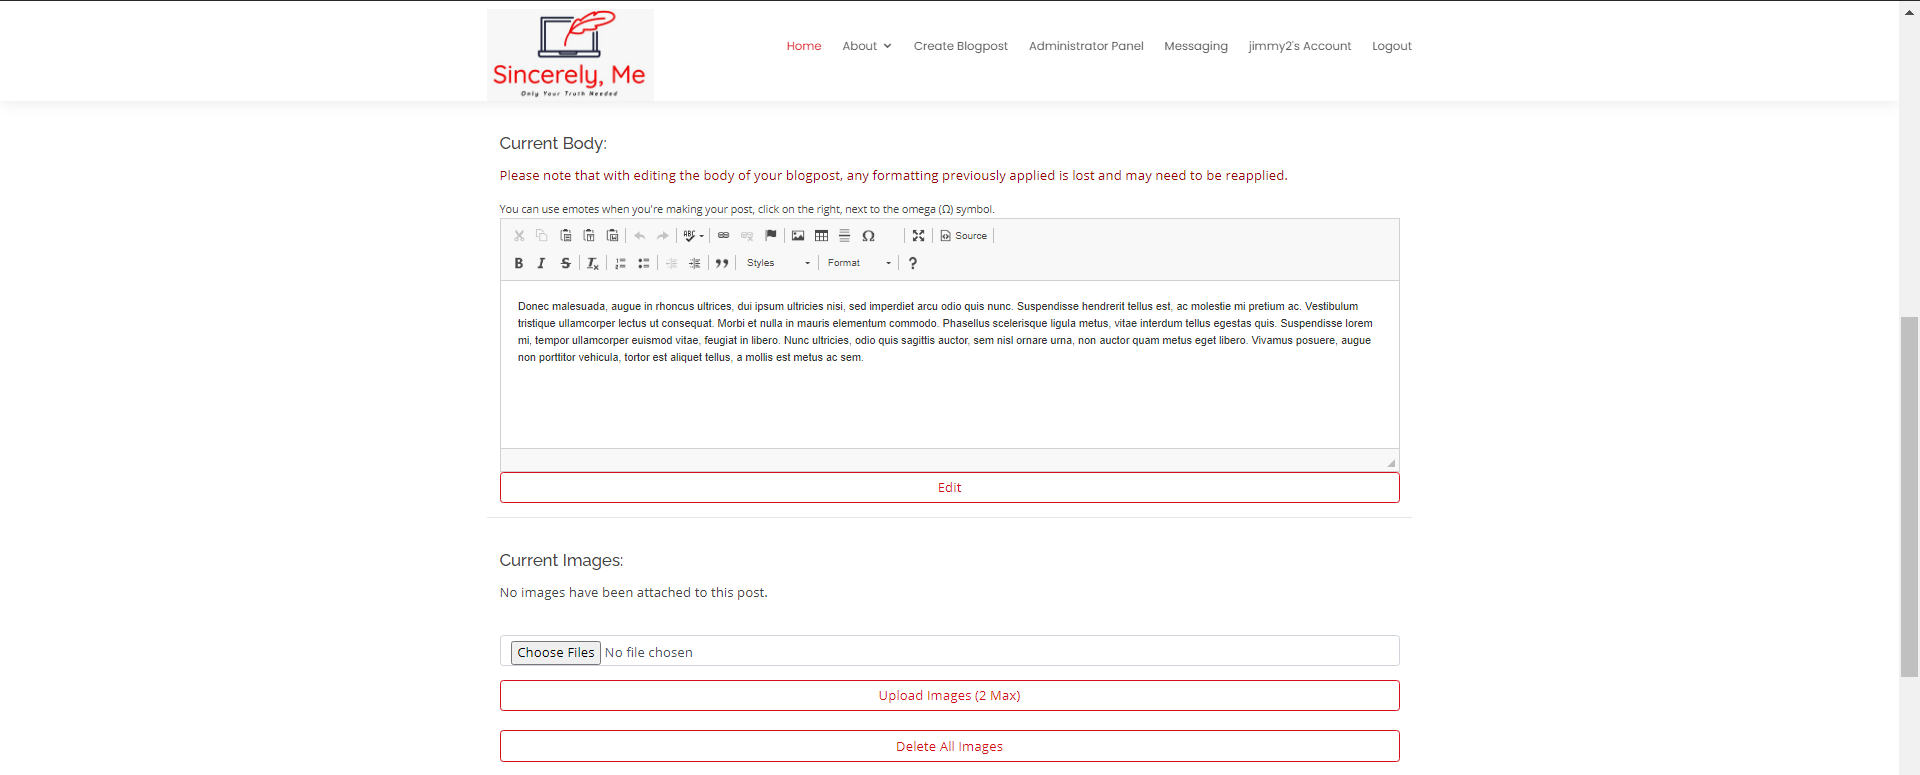 Sincerely, Me
Only Your Truth Needed
Home About Create Blogpost Administrator Panel Messaging jimmy2's Account Logout
Current Body:
Please note that with editing the body of your blogpost, any formatting previously applied is lost and may need to be reapplied.
You can use emotes when you're making your post, click on the right, next to the omega (Ω) symbol.
ABC Ω Source
B I S Tx Styles Format ?
Donec malesuada, augue in rhoncus ultrices, dui ipsum ultricies nisi, sed imperdiet arcu odio quis nunc. Suspendisse hendrerit tellus est, ac molestie mi pretium ac. Vestibulum
tristique ullamcorper lectus ut consequat. Morbi et nulla in mauris elementum commodo. Phasellus scelerisque ligula metus, vitae interdum tellus egestas quis. Suspendisse lorem
mi, tempor ullamcorper euismod vitae, feugiat in libero. Nunc ultricies, odio quis sagittis auctor, sem nisl ornare urna, non auctor quam metus eget libero. Vivamus posuere, augue
non porttitor vehicula, tortor est aliquet tellus, a mollis est metus ac sem.
Edit
Current Images:
No images have been attached to this post.
Choose Files No file chosen
Upload Images (2 Max)
Delete All Images